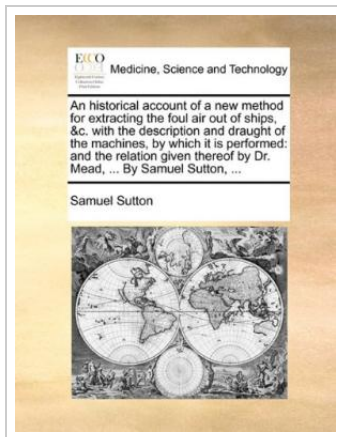 ECCO
Medicine, Science and Technology
An historical account of a new method
for extracting the foul air out of ships,
&c. with the description and draught of
the machines, by which it is performed:
and the relation given thereof by Dr.
Mead, ... By Samuel Sutton, ...
Samuel Sutton